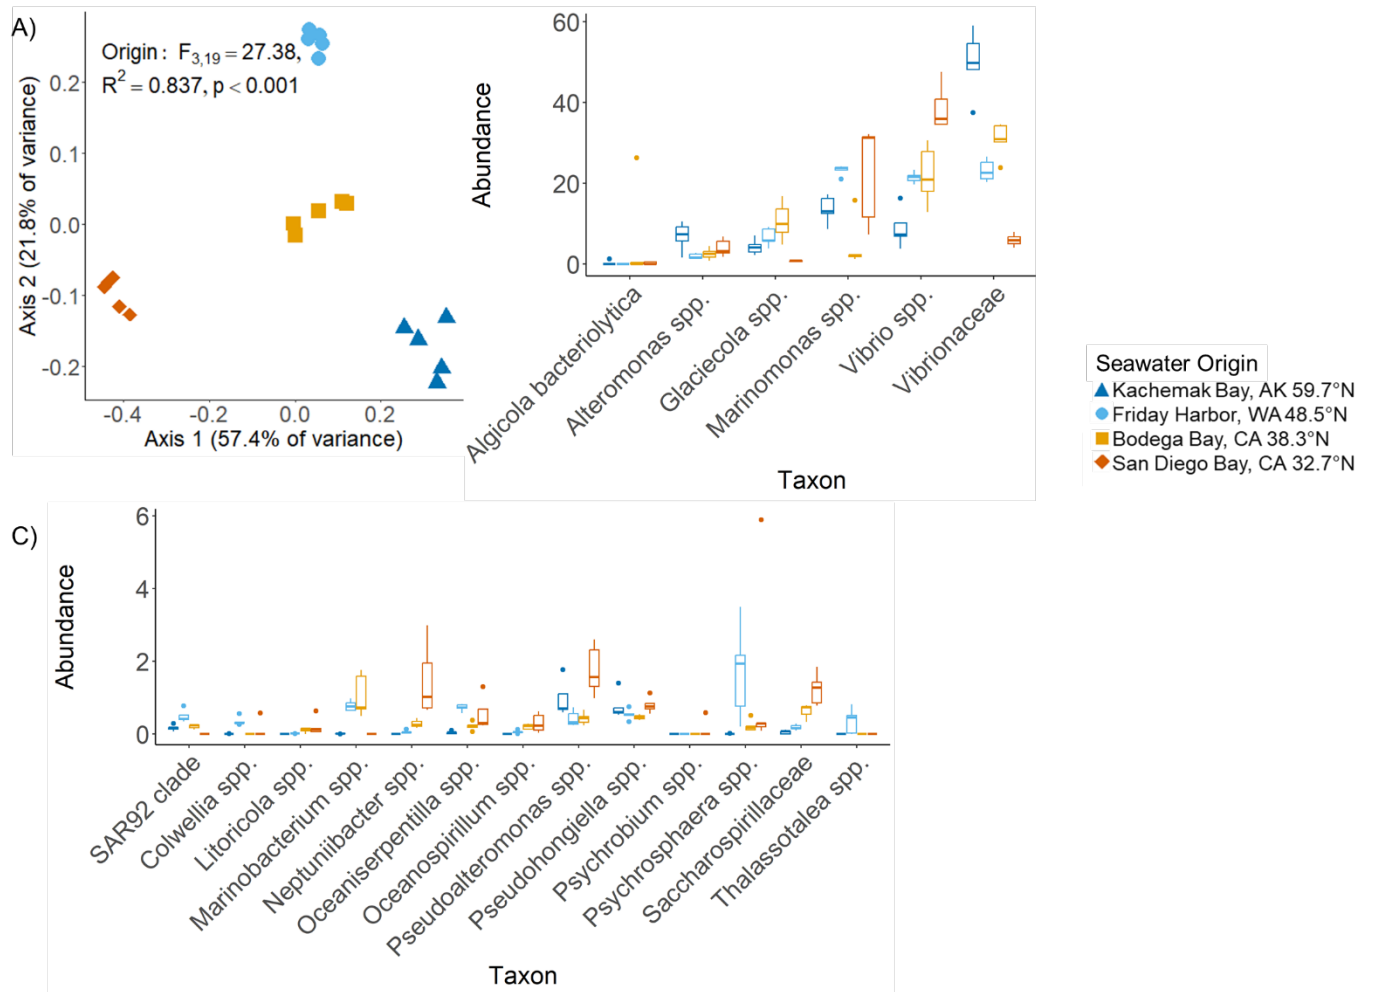 A)
Origin : F3,19 = 27.38,
R2 = 0.837, p < 0.001
0.2
0.1
0.0
-0.1
-0.2
Axis 2 (21.8% of variance)
-0.4
-0.2
0.0
0.2
Axis 1 (57.4% of variance)
60
40
20
0
Abundance
Algicola bacteriolytica
Alteromonas spp.
Glaciecola spp.
Marinomonas spp.
Vibrio spp.
Vibrionaceae
Taxon
Seawater Origin
Kachemak Bay, AK 59.7°N
Friday Harbor, WA 48.5°N
Bodega Bay, CA 38.3°N
San Diego Bay, CA 32.7°N
C)
6
4
2
0
Abundance
SAR92 clade
Colwellia spp.
Litoricola spp.
Marinobacterium spp.
Neptuniibacter spp.
Oceaniserpentilla spp.
Oceanospirillum spp.
Pseudoalteromonas spp.
Pseudohongiella spp.
Psychrobium spp.
Psychrosphaera spp.
Saccharospirillaceae
Thalassotalea spp.
Taxon